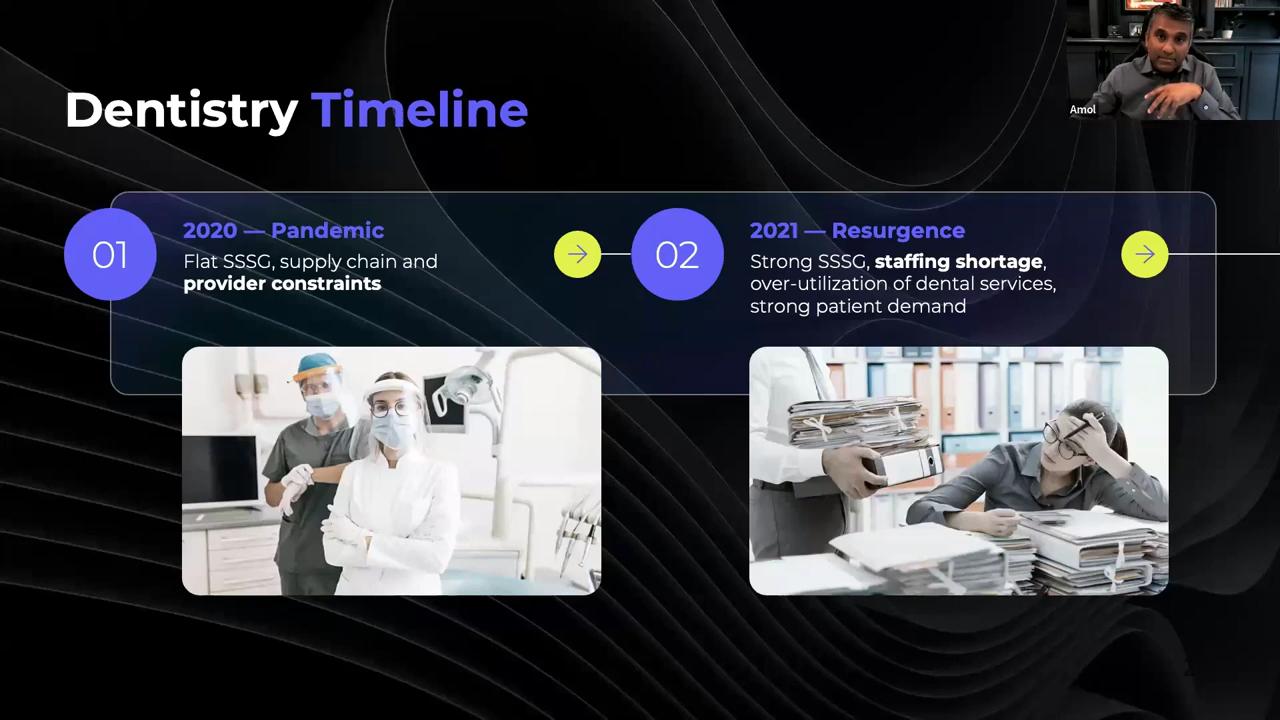 Amol
Dentistry Timeline
01
2020 — Pandemic
Flat SSSG, supply chain and
provider constraints
02
2021 — Resurgence
Strong SSSG, staffing shortage,
over-utilization of dental services,
strong patient demand